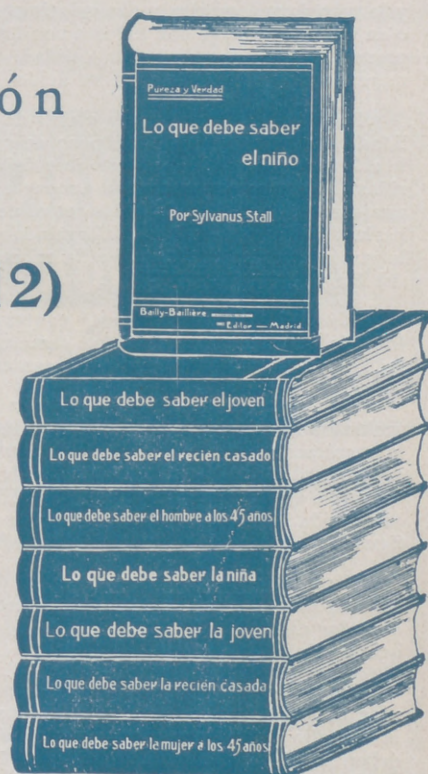 ón
2)
Pureza y Verdad
Lo que debe saber
el niño
Por Sylvanus Stall
Bailly-Bailliere.
Editor — Madrid
Lo que debe saber el joven
Lo que debe saber el recién casado
Lo que debe saber el hombre a los 45 años
Lo que debe saber la niña
Lo que debe saber la joven
Lo que debe saber la recién casada
Lo que debe saber la mujer a los 45 años